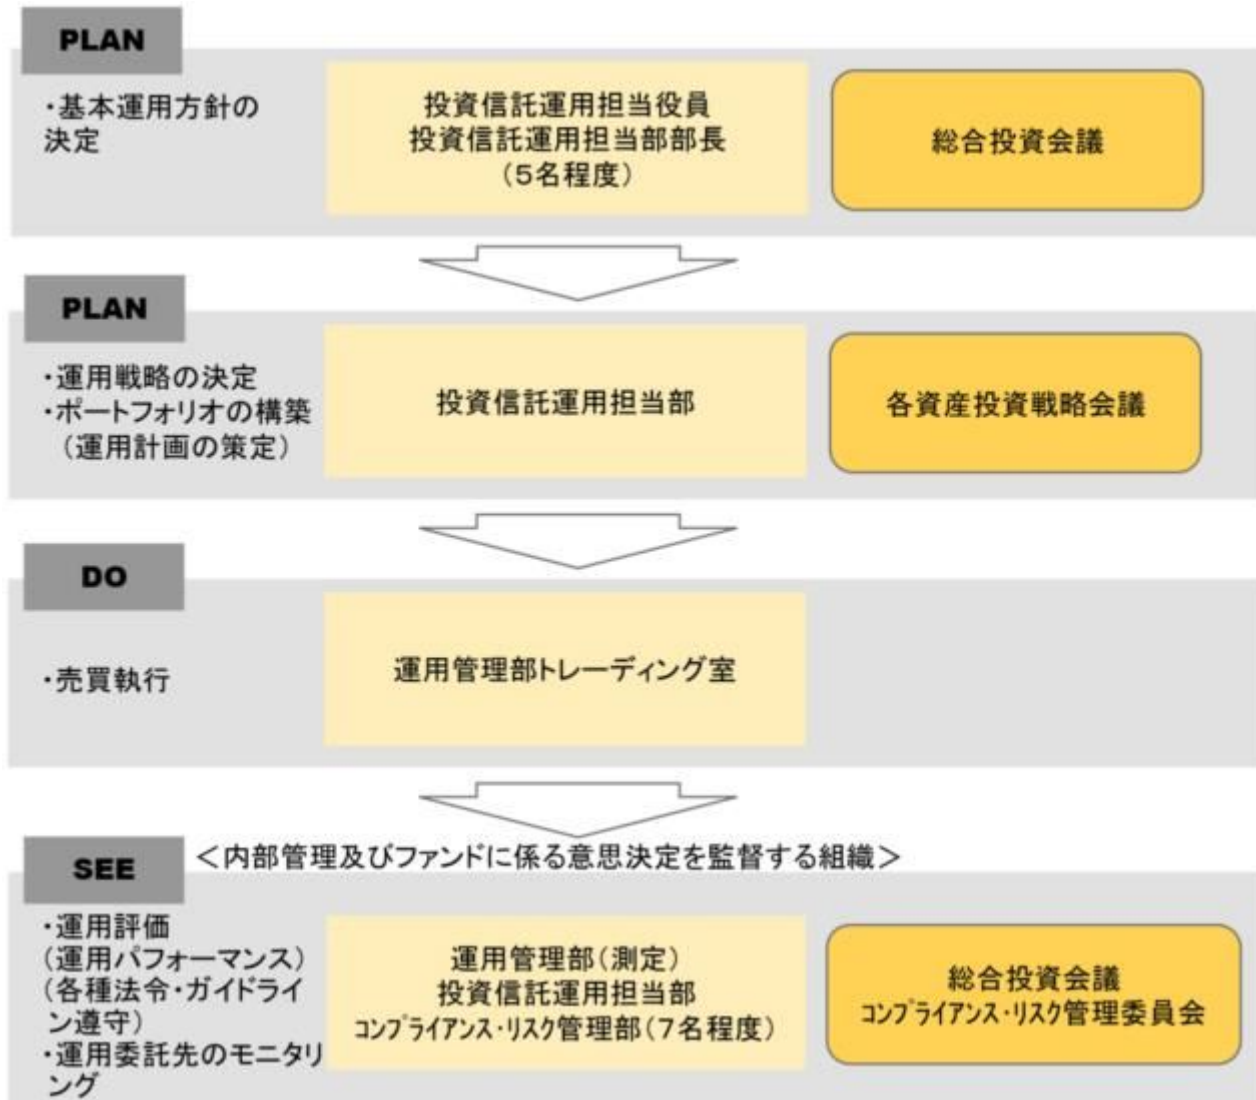 PLAN
・基本運用方針の
決定
投資信託運用担当役員
投資信託運用担当部部長
（5名程度）
総合投資会議
PLAN
・運用戦略の決定
・ポートフォリオの構築
（運用計画の策定）
投資信託運用担当部
各資産投資戦略会議
DO
・売買執行
運用管理部トレーディング室
SEE
＜内部管理及びファンドに係る意思決定を監督する組織＞
・運用評価
（運用パフォーマンス）
（各種法令・ガイドライ
ン遵守）
・運用委託先のモニタリ
ング
運用管理部（測定）
投資信託運用担当部
ｺﾝﾌﾟﾗｲｱﾝｽ・ﾘｽｸ管理部（7名程度）
総合投資会議
ｺﾝﾌﾟﾗｲｱﾝｽ・ﾘｽｸ管理委員会